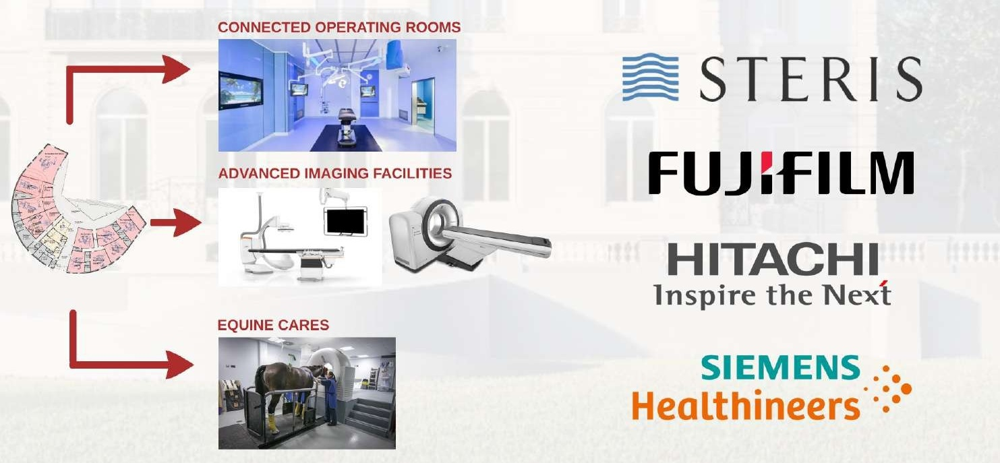 CONNECTED OPERATING ROOMS
ADVANCED IMAGING FACILITIES
EQUINE CARES
STERIS
FUJIFILM
HITACHI
Inspire the Next
SIEMENS
Healthineers